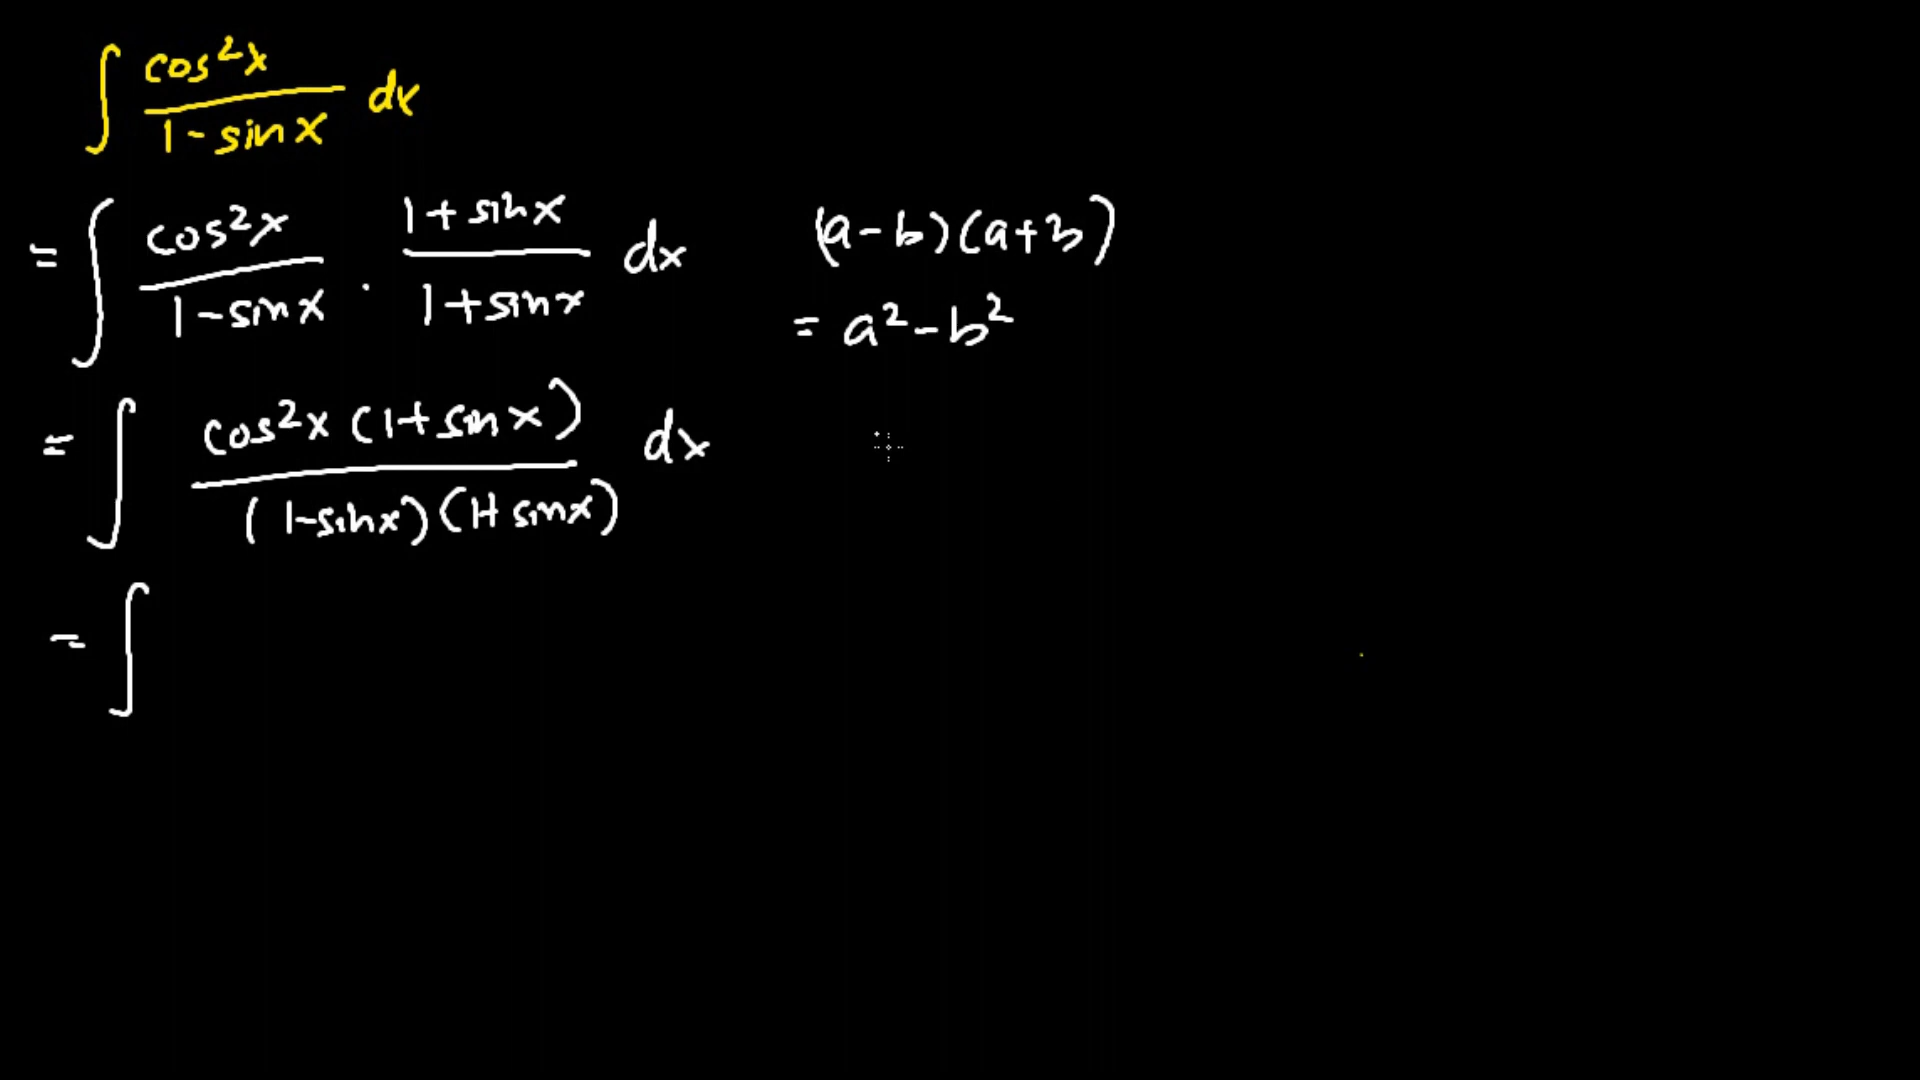 ∫ cos²x / 1 - sin x dx
= ∫ cos²x / 1 - sin x · 1 + sin x / 1 + sin x dx
(a - b)(a + b)
= a² - b²
= ∫ cos²x (1 + sin x) / (1 - sin x)(1 + sin x) dx
= ∫